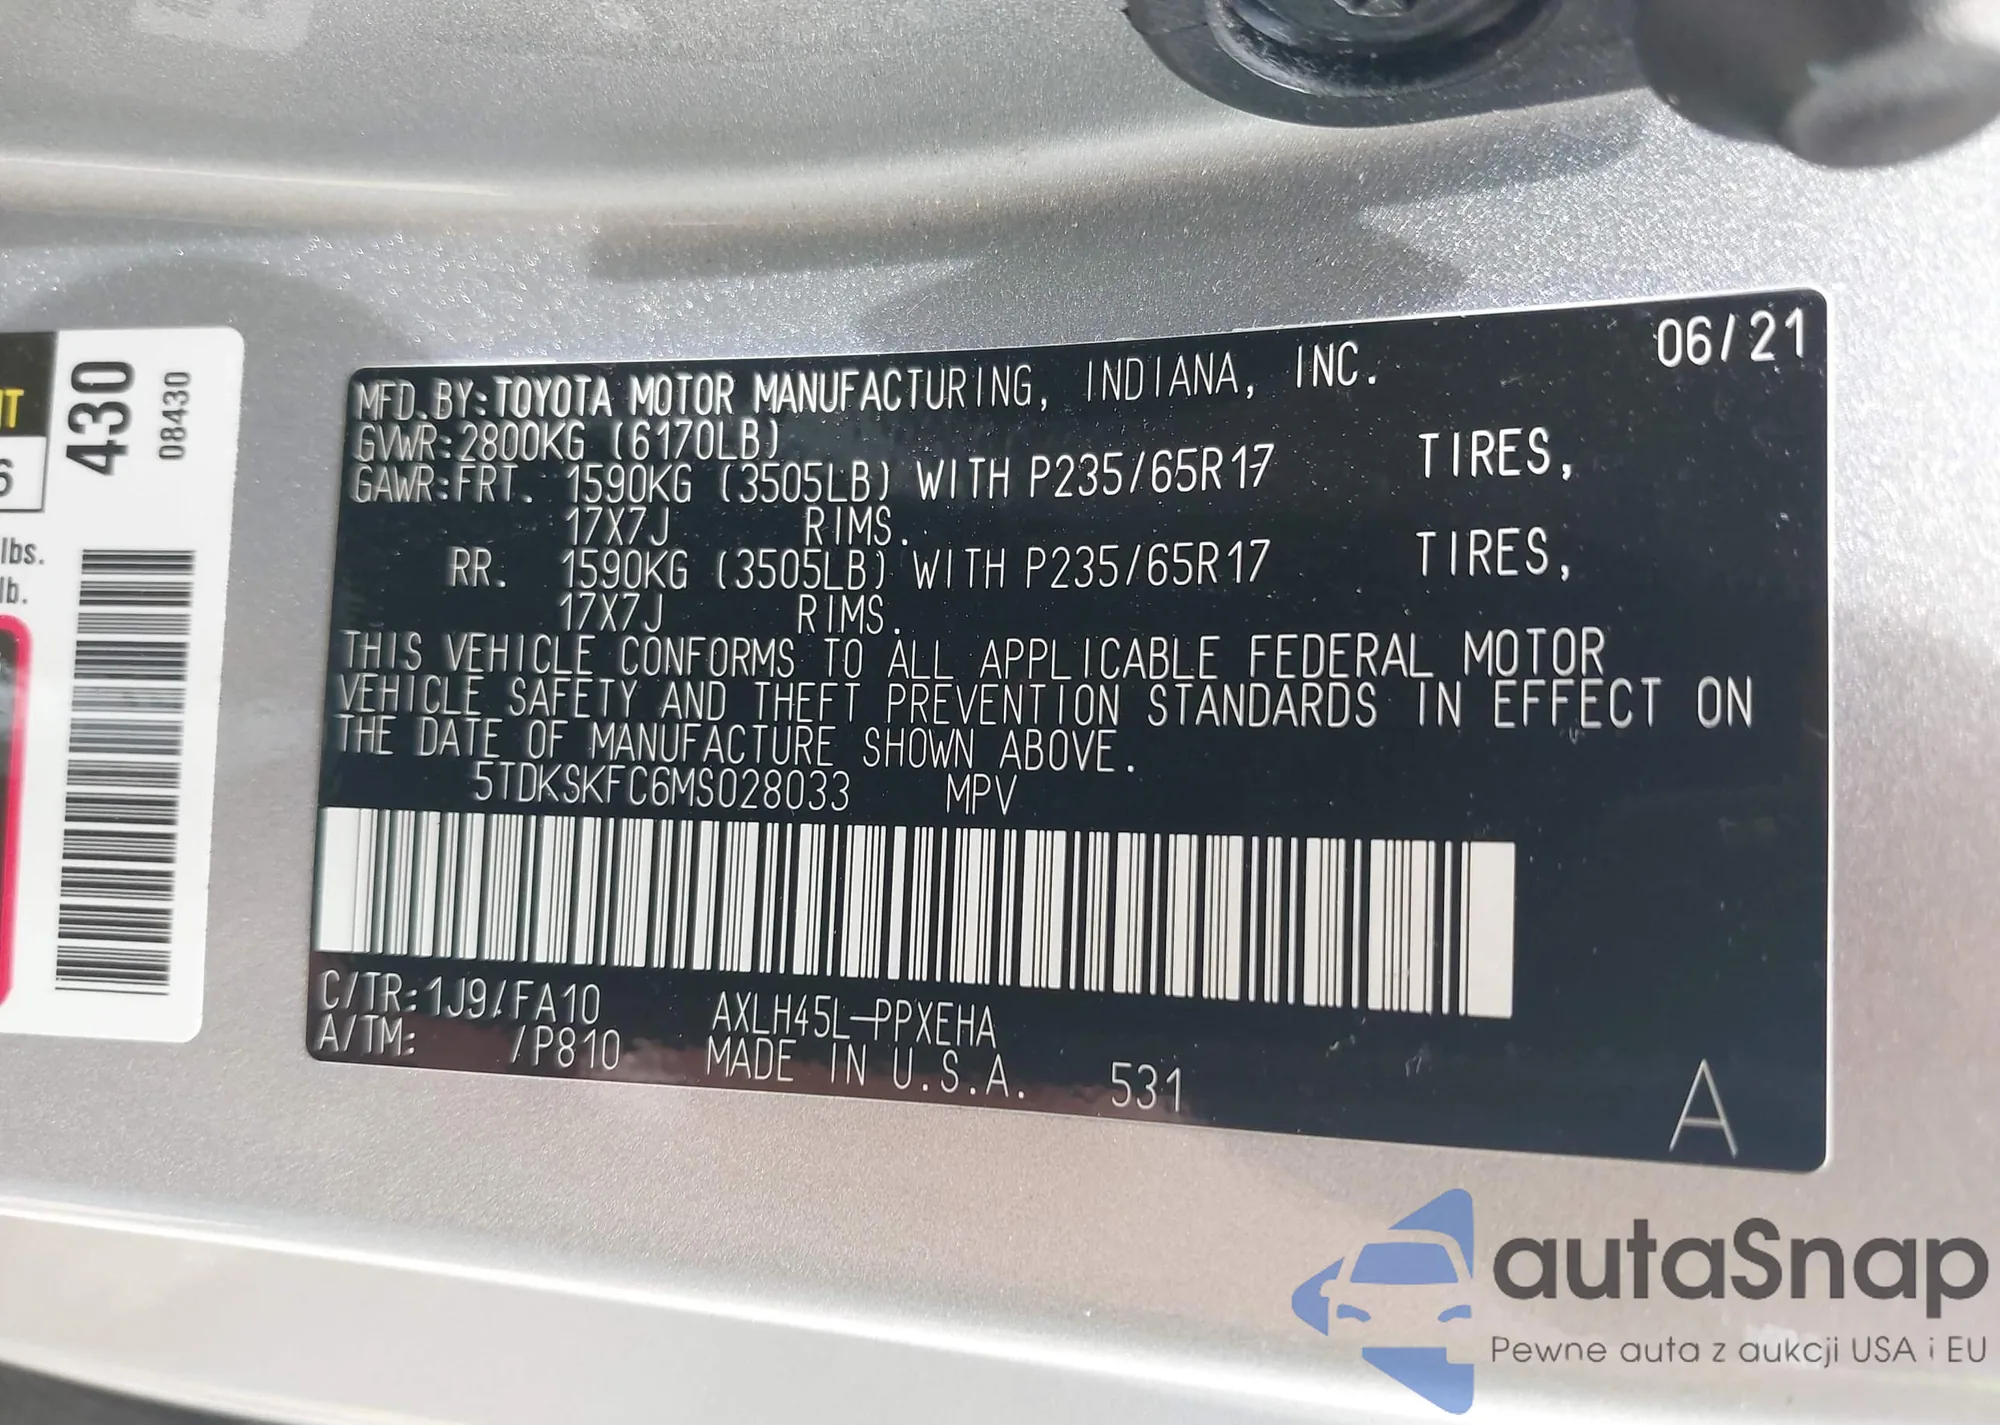 430
08430
NT
6
lbs.
lb.
06/21
MFD. BY: TOYOTA MOTOR MANUFACTURING, INDIANA, INC.
GVWR: 2800KG (6170LB)
GAWR: FRT. 1590KG (3505LB) WITH P235/65R17 TIRES,
17X7J RIMS.
RR. 1590KG (3505LB) WITH P235/65R17 TIRES,
17X7J RIMS.
THIS VEHICLE CONFORMS TO ALL APPLICABLE FEDERAL MOTOR
VEHICLE SAFETY AND THEFT PREVENTION STANDARDS IN EFFECT ON
THE DATE OF MANUFACTURE SHOWN ABOVE.
5TDKSKFC6MS028033 MPV
C/TR: 1J9/FA10 AXLH45L-PPXEHA
A/TM: /P810 MADE IN U.S.A. 531
A
autaSnap
Pewne auta z aukcji USA i EU